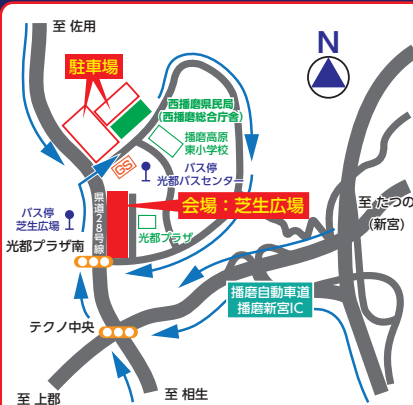 至 佐用
駐車場
N
西播磨県民局
(西播磨総合庁舎)
播磨高原
東小学校
GS
バス停
光都バスセンター
バス停
芝生広場
県道28号線
会場：芝生広場
至 たつの
(新宮)
光都プラザ
光都プラザ南
播磨自動車道
播磨新宮IC
テクノ中央
至 上郡
至 相生